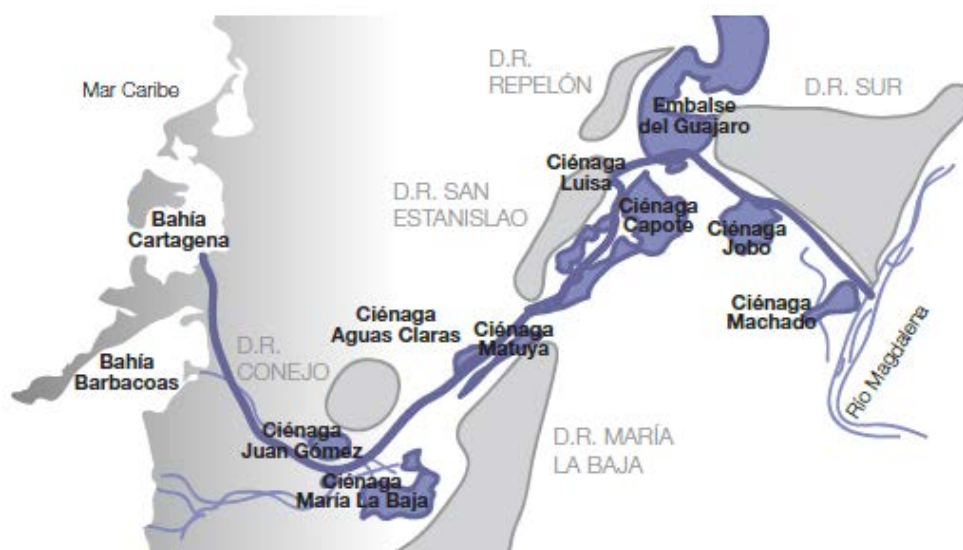 D.R.
REPELÓN
D.R. SUR
Mar Caribe
Embalse
del Guajaro
Ciénaga
Luisa
D.R. SAN
ESTANISLAO
Ciénaga
Capote
Ciénaga
Jobo
Bahía
Cartagena
Ciénaga
Machado
Ciénaga
Aguas Claras
Ciénaga
Matuya
Río Magdalena
D.R.
CONEJO
Bahía
Barbacoas
Ciénaga
Juan Gómez
D.R. MARÍA
LA BAJA
Ciénaga
María La Baja